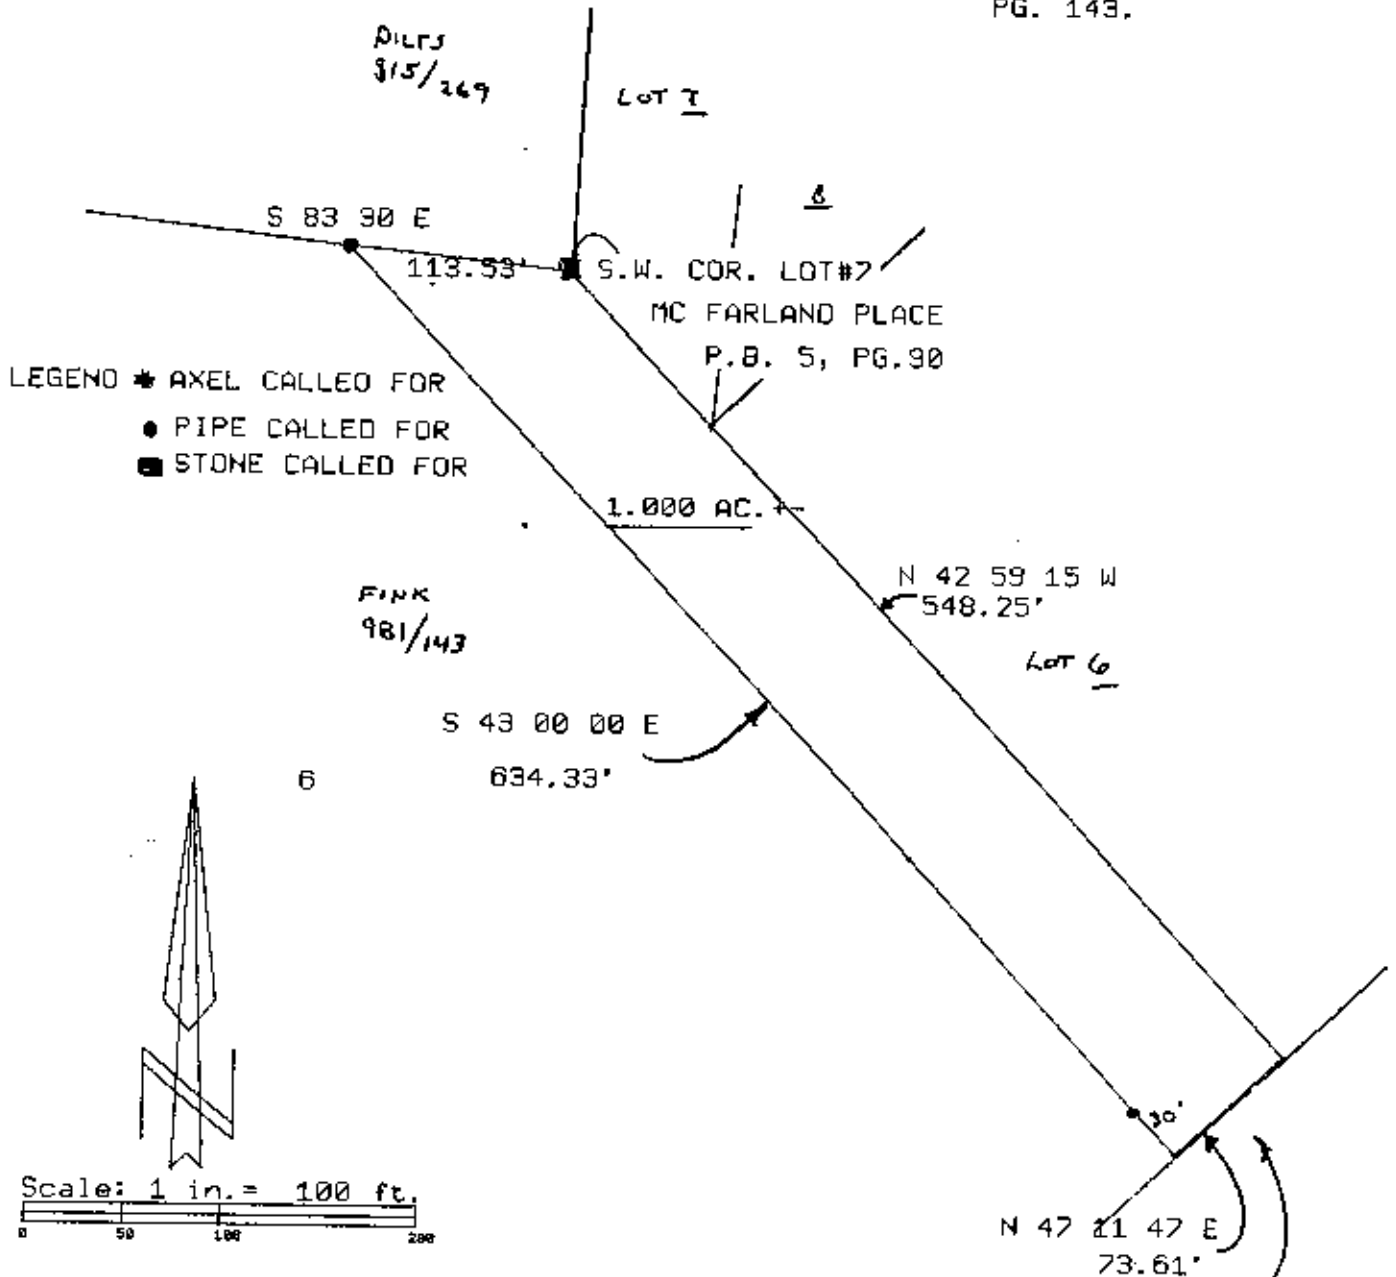 PG. 143.
DILTS
815/269
LOT 7
8
S 83 30 E
113.53'
S.W. COR. LOT#7
MC FARLAND PLACE
P.B. 5, PG.90
LEGEND * AXEL CALLED FOR
● PIPE CALLED FOR
■ STONE CALLED FOR
1.000 AC. +-
N 42 59 15 W
548.25'
FINK
981/143
LOT 6
S 43 00 00 E
634.33'
6
30'
N
Scale: 1 in.= 100 ft.
0 50 100 200
N 47 11 47 E
73.61'